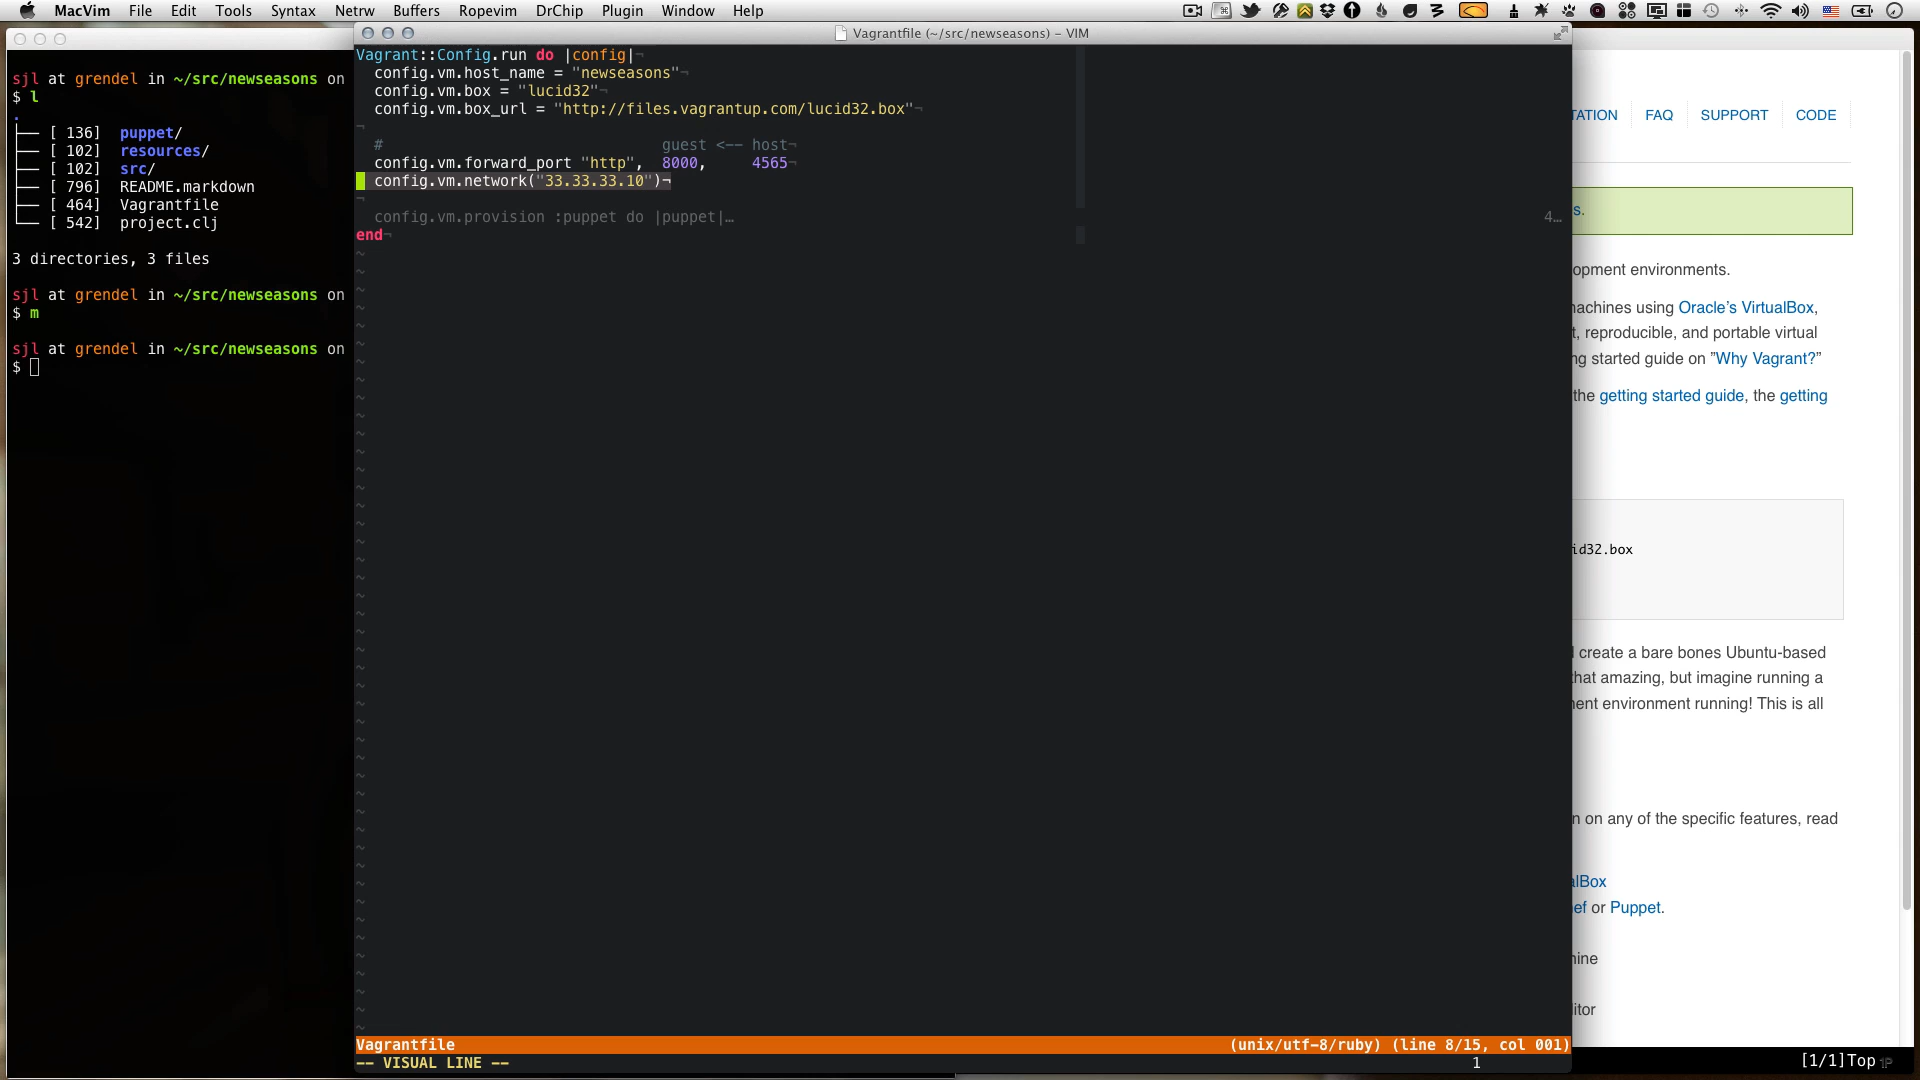 MacVim File Edit Tools Syntax Netrw Buffers Ropevim DrChip Plugin Window Help
sjl at grendel in ~/src/newseasons on
$ l
.
├── [ 136] puppet/
├── [ 102] resources/
├── [ 102] src/
├── [ 796] README.markdown
├── [ 464] Vagrantfile
└── [ 542] project.clj
3 directories, 3 files
sjl at grendel in ~/src/newseasons on
$ m
sjl at grendel in ~/src/newseasons on
$
Vagrantfile (~/src/newseasons) – VIM
Vagrant::Config.run do |config|¬
config.vm.host_name = "newseasons"¬
config.vm.box = "lucid32"¬
config.vm.box_url = "http://files.vagrantup.com/lucid32.box"¬
¬
# guest <-- host¬
config.vm.forward_port "http", 8000, 4565¬
config.vm.network("33.33.33.10")¬
¬
config.vm.provision :puppet do |puppet|… 4…
end¬
Vagrantfile (unix/utf-8/ruby) (line 8/15, col 001)
-- VISUAL LINE -- 1
TATION FAQ SUPPORT CODE
s.
opment environments.
achines using Oracle’s VirtualBox,
t, reproducible, and portable virtual
ng started guide on ”Why Vagrant?”
the getting started guide, the getting
id32.box
create a bare bones Ubuntu-based
hat amazing, but imagine running a
ent environment running! This is all
n on any of the specific features, read
alBox
ef or Puppet.
ine
itor
[1/1]Top